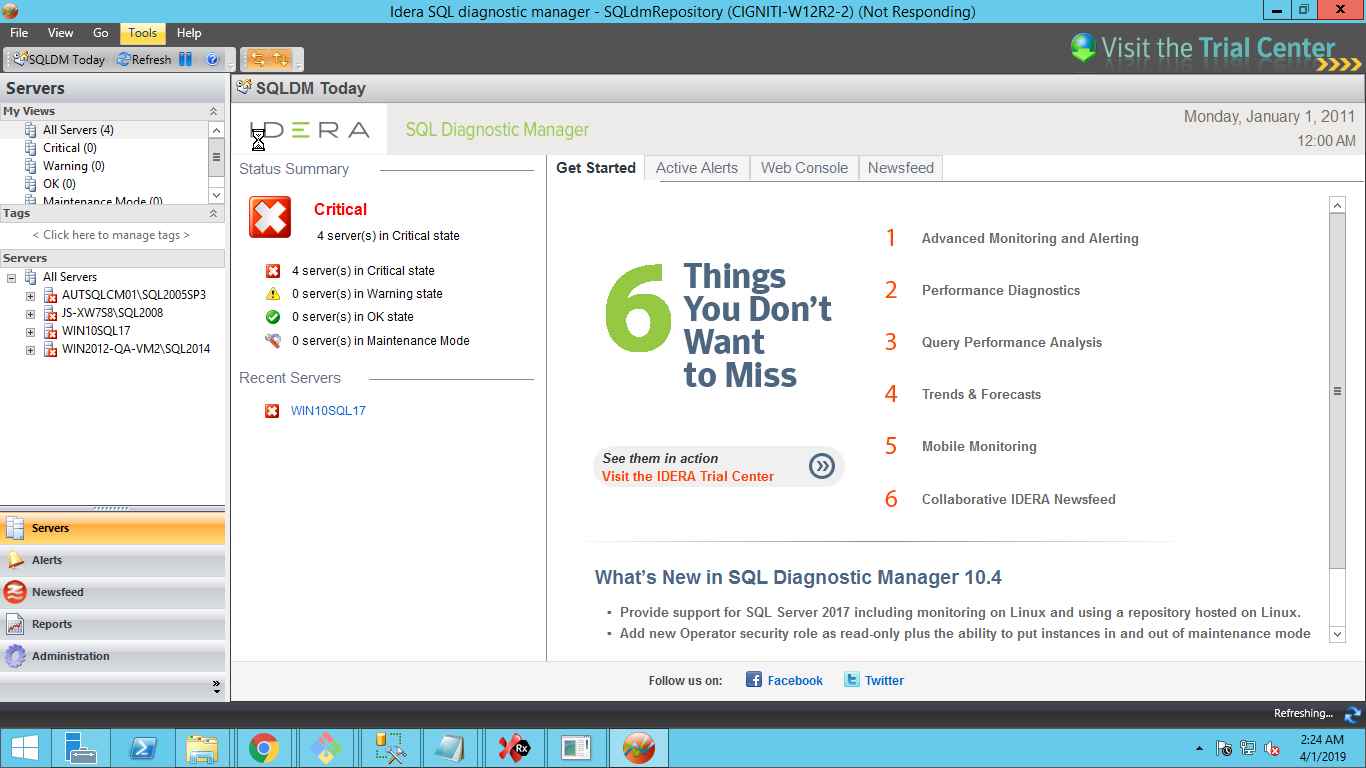 Idera SQL diagnostic manager - SQLdmRepository (CIGNITI-W12R2-2) (Not Responding)
File View Go Tools Help
SQLDM Today Refresh
Visit the Trial Center
Servers
My Views
All Servers (4)
Critical (0)
Warning (0)
OK (0)
Maintenance Mode (0)
Tags
< Click here to manage tags >
Servers
All Servers
AUTSQLCM01\SQL2005SP3
JS-XW7S8\SQL2008
WIN10SQL17
WIN2012-QA-VM2\SQL2014
Servers
Alerts
Newsfeed
Reports
Administration
SQLDM Today
IDERA
SQL Diagnostic Manager
Monday, January 1, 2011
12:00 AM
Status Summary
Critical
4 server(s) in Critical state
4 server(s) in Critical state
0 server(s) in Warning state
0 server(s) in OK state
0 server(s) in Maintenance Mode
Recent Servers
WIN10SQL17
Get Started Active Alerts Web Console Newsfeed
6 Things
You Don't
Want
to Miss
See them in action
Visit the IDERA Trial Center
1 Advanced Monitoring and Alerting
2 Performance Diagnostics
3 Query Performance Analysis
4 Trends & Forecasts
5 Mobile Monitoring
6 Collaborative IDERA Newsfeed
What's New in SQL Diagnostic Manager 10.4
▪ Provide support for SQL Server 2017 including monitoring on Linux and using a repository hosted on Linux.
▪ Add new Operator security role as read-only plus the ability to put instances in and out of maintenance mode
Follow us on: Facebook Twitter
Refreshing...
Rx
2:24 AM
4/1/2019